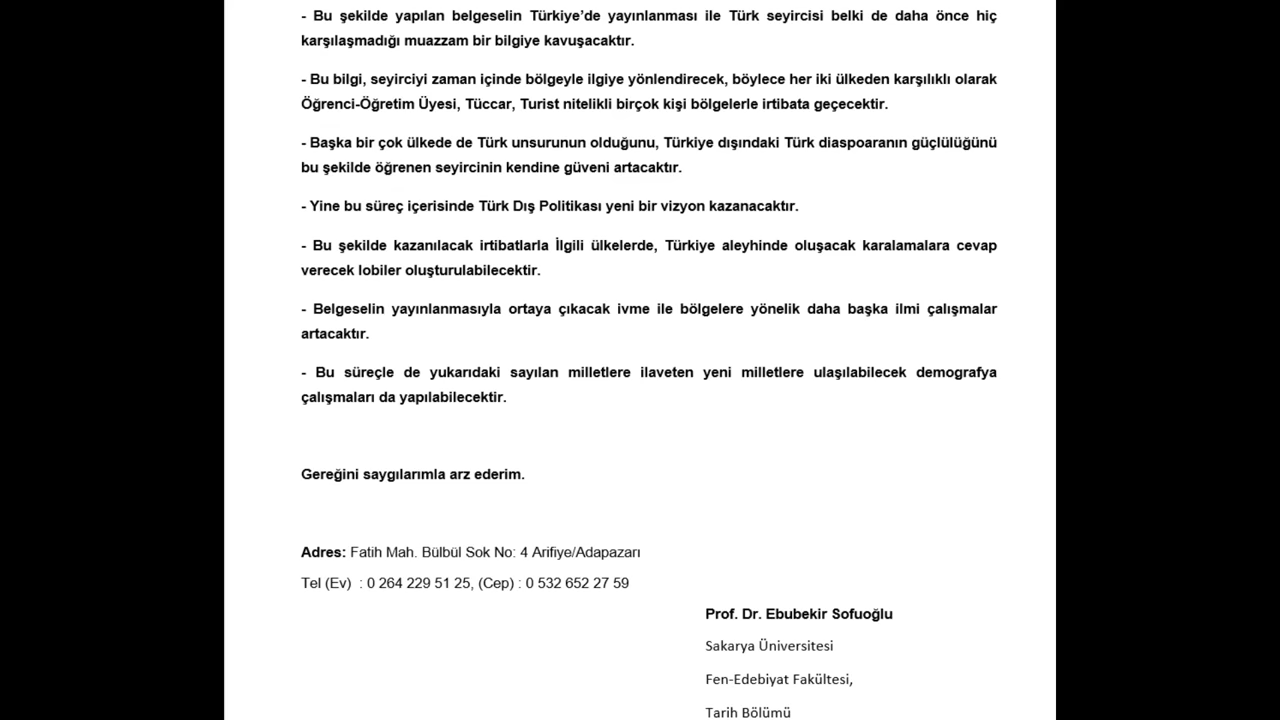 - Bu şekilde yapılan belgeselin Türkiye’de yayınlanması ile Türk seyircisi belki de daha önce hiç
karşılaşmadığı muazzam bir bilgiye kavuşacaktır.
- Bu bilgi, seyirciyi zaman içinde bölgeyle ilgiye yönlendirecek, böylece her iki ülkeden karşılıklı olarak
Öğrenci-Öğretim Üyesi, Tüccar, Turist nitelikli birçok kişi bölgelerle irtibata geçecektir.
- Başka bir çok ülkede de Türk unsurunun olduğunu, Türkiye dışındaki Türk diaspoaranın güçlülüğünü
bu şekilde öğrenen seyircinin kendine güveni artacaktır.
- Yine bu süreç içerisinde Türk Dış Politikası yeni bir vizyon kazanacaktır.
- Bu şekilde kazanılacak irtibatlarla İlgili ülkelerde, Türkiye aleyhinde oluşacak karalamalara cevap
verecek lobiler oluşturulabilecektir.
- Belgeselin yayınlanmasıyla ortaya çıkacak ivme ile bölgelere yönelik daha başka ilmi çalışmalar
artacaktır.
- Bu süreçle de yukarıdaki sayılan milletlere ilaveten yeni milletlere ulaşılabilecek demografya
çalışmaları da yapılabilecektir.
Gereğini saygılarımla arz ederim.
Adres: Fatih Mah. Bülbül Sok No: 4 Arifiye/Adapazarı
Tel (Ev) : 0 264 229 51 25, (Cep) : 0 532 652 27 59
Prof. Dr. Ebubekir Sofuoğlu
Sakarya Üniversitesi
Fen-Edebiyat Fakültesi,
Tarih Bölümü